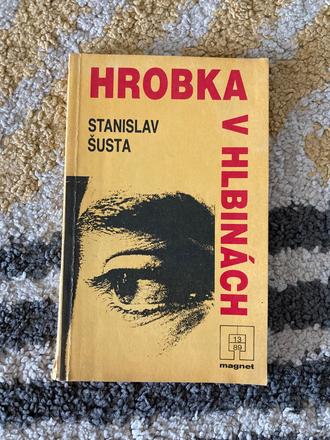 HROBKA
V HLBINÁCH
STANISLAV
ŠUSTA
13
89
magnet